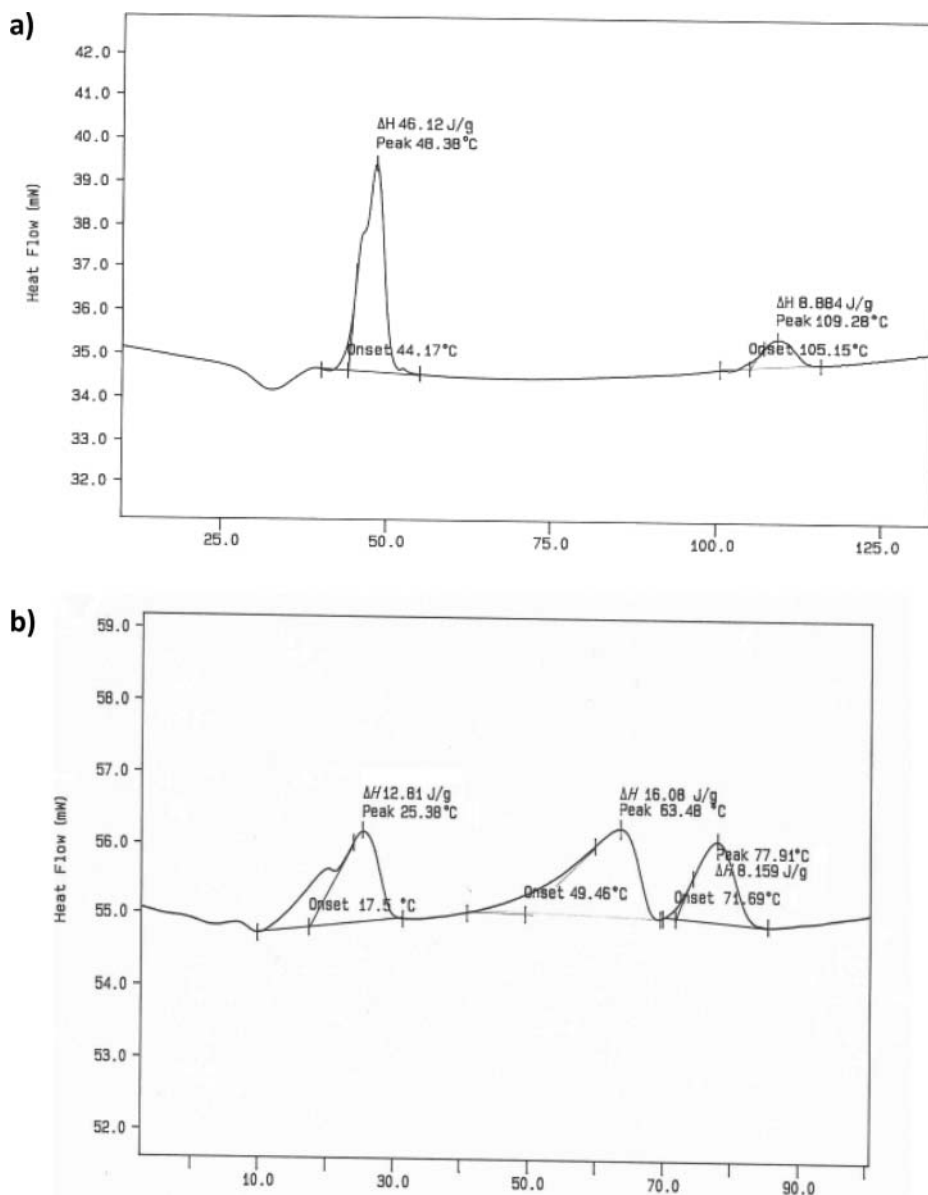 a)
42.0
41.0
40.0
39.0
38.0
37.0
36.0
35.0
34.0
33.0
32.0
Heat Flow (mW)
ΔH 46.12 J/g
Peak 48.38°C
Onset 44.17°C
ΔH 8.884 J/g
Peak 109.28°C
Onset 105.15°C
25.0 50.0 75.0 100.0 125.0
b)
59.0
58.0
57.0
56.0
55.0
54.0
53.0
52.0
Heat Flow (mW)
ΔH 12.81 J/g
Peak 25.38°C
Onset 17.5 °C
ΔH 16.08 J/g
Peak 63.48 °C
Onset 49.46°C
Peak 77.91°C
ΔH 8.159 J/g
Onset 71.69°C
10.0 30.0 50.0 70.0 90.0